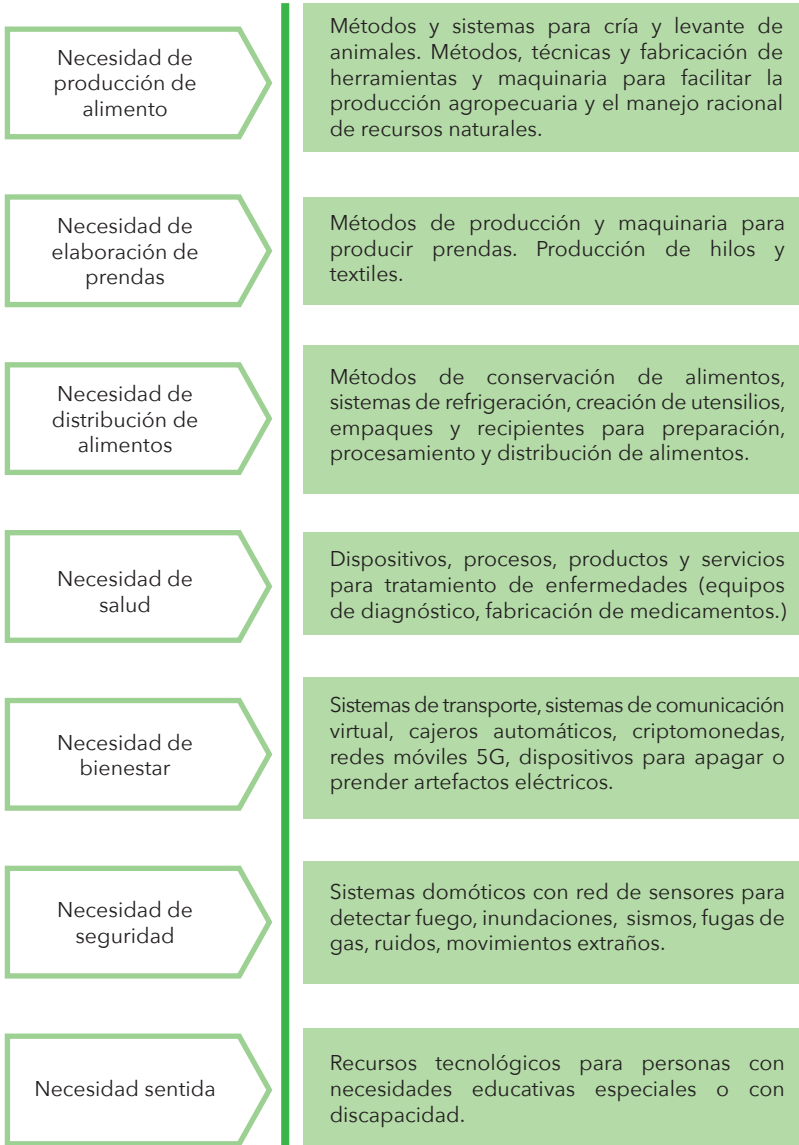 Necesidad de
producción de
alimento
Métodos y sistemas para cría y levante de
animales. Métodos, técnicas y fabricación de
herramientas y maquinaria para facilitar la
producción agropecuaria y el manejo racional
de recursos naturales.
Necesidad de
elaboración de
prendas
Métodos de producción y maquinaria para
producir prendas. Producción de hilos y
textiles.
Necesidad de
distribución de
alimentos
Métodos de conservación de alimentos,
sistemas de refrigeración, creación de utensilios,
empaques y recipientes para preparación,
procesamiento y distribución de alimentos.
Necesidad de
salud
Dispositivos, procesos, productos y servicios
para tratamiento de enfermedades (equipos
de diagnóstico, fabricación de medicamentos.)
Necesidad de
bienestar
Sistemas de transporte, sistemas de comunicación
virtual, cajeros automáticos, criptomonedas,
redes móviles 5G, dispositivos para apagar o
prender artefactos eléctricos.
Necesidad de
seguridad
Sistemas domóticos con red de sensores para
detectar fuego, inundaciones, sismos, fugas de
gas, ruidos, movimientos extraños.
Necesidad sentida
Recursos tecnológicos para personas con
necesidades educativas especiales o con
discapacidad.